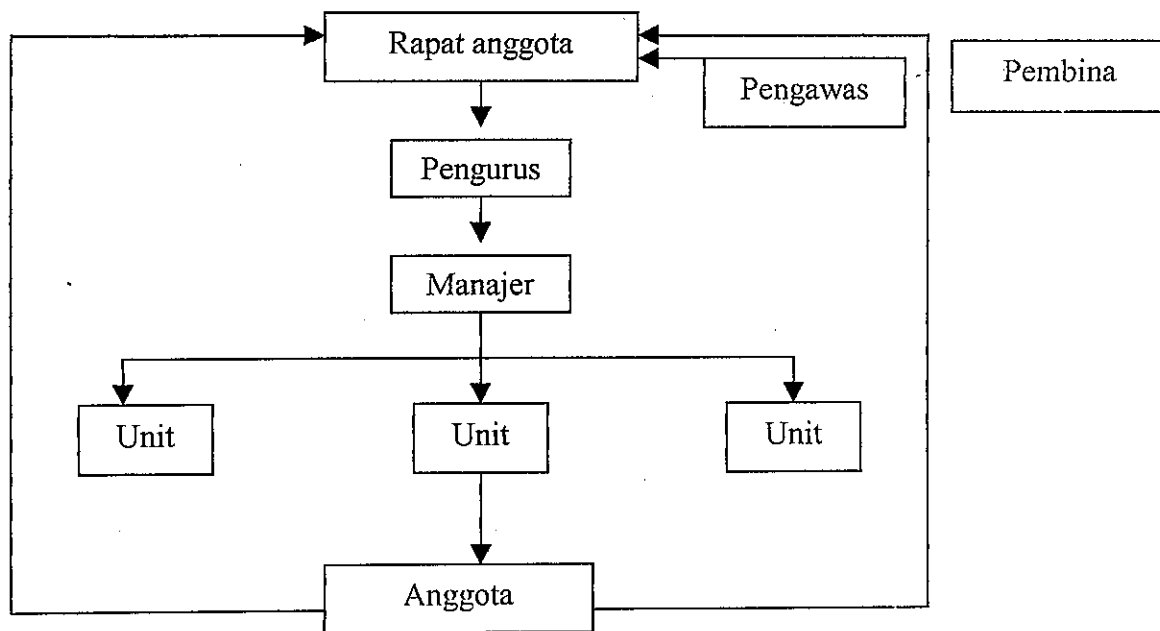 Rapat anggota
Pembina
Pengawas
Pengurus
Manajer
Unit
Unit
Unit
Anggota